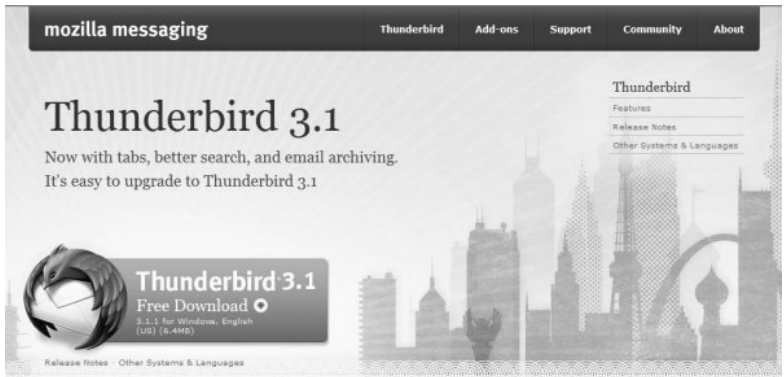 mozilla messaging
Thunderbird Add-ons Support Community About
Thunderbird 3.1
Now with tabs, better search, and email archiving.
It's easy to upgrade to Thunderbird 3.1
Thunderbird
Features
Release Notes
Other Systems & Languages
Thunderbird 3.1
Free Download
3.1.1 for Windows, English
(US) (6.4MB)
Release Notes - Other Systems & Languages